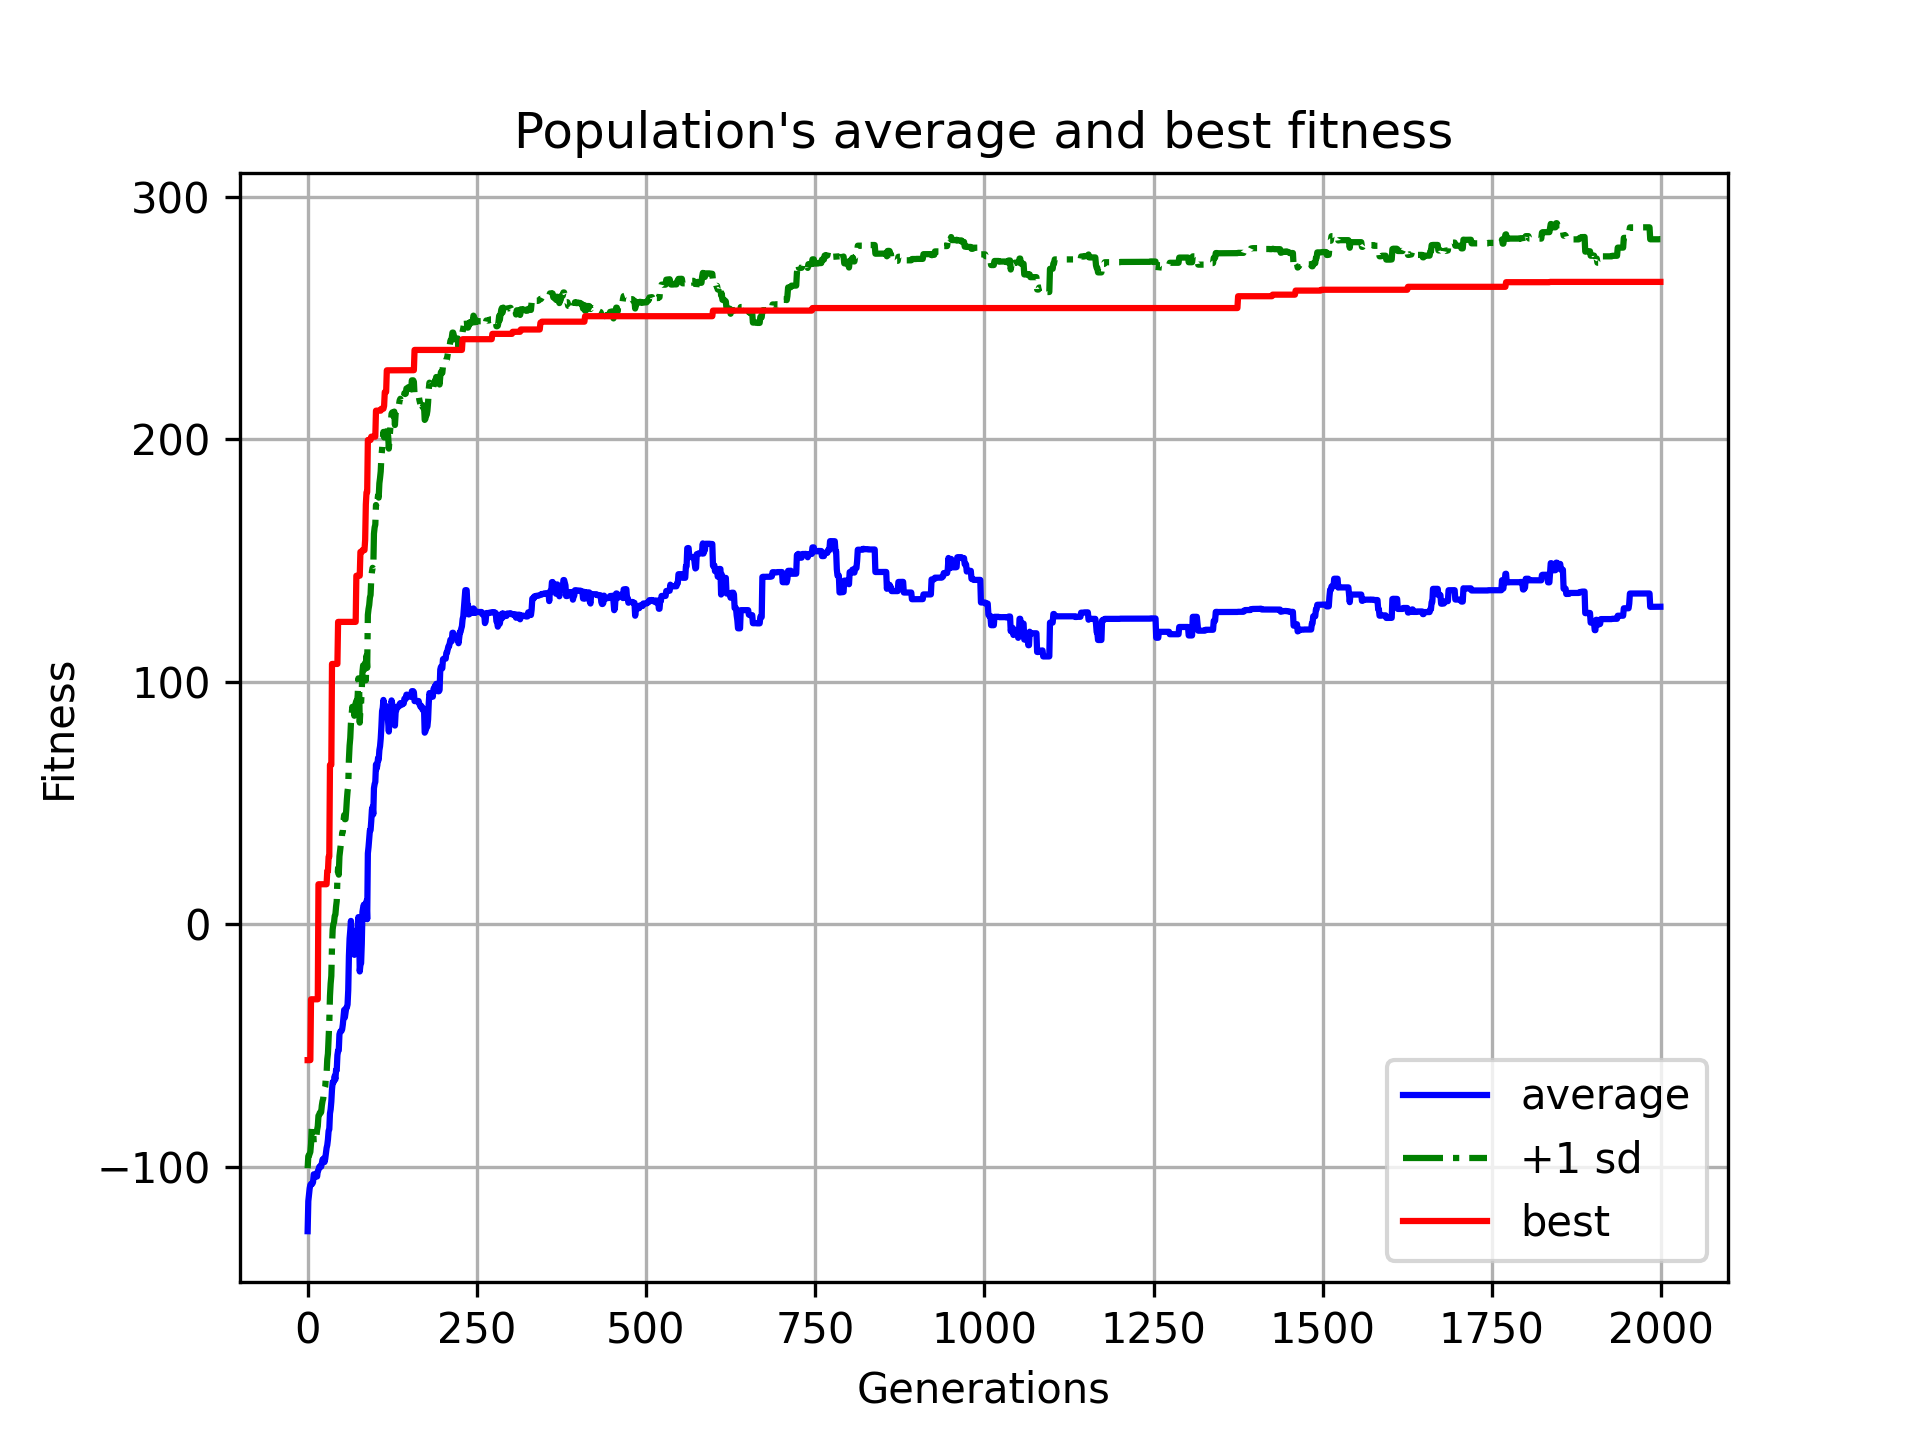 Population's average and best fitness
300
200
100
0
−100
Fitness
0 250 500 750 1000 1250 1500 1750 2000
Generations
average
+1 sd
best